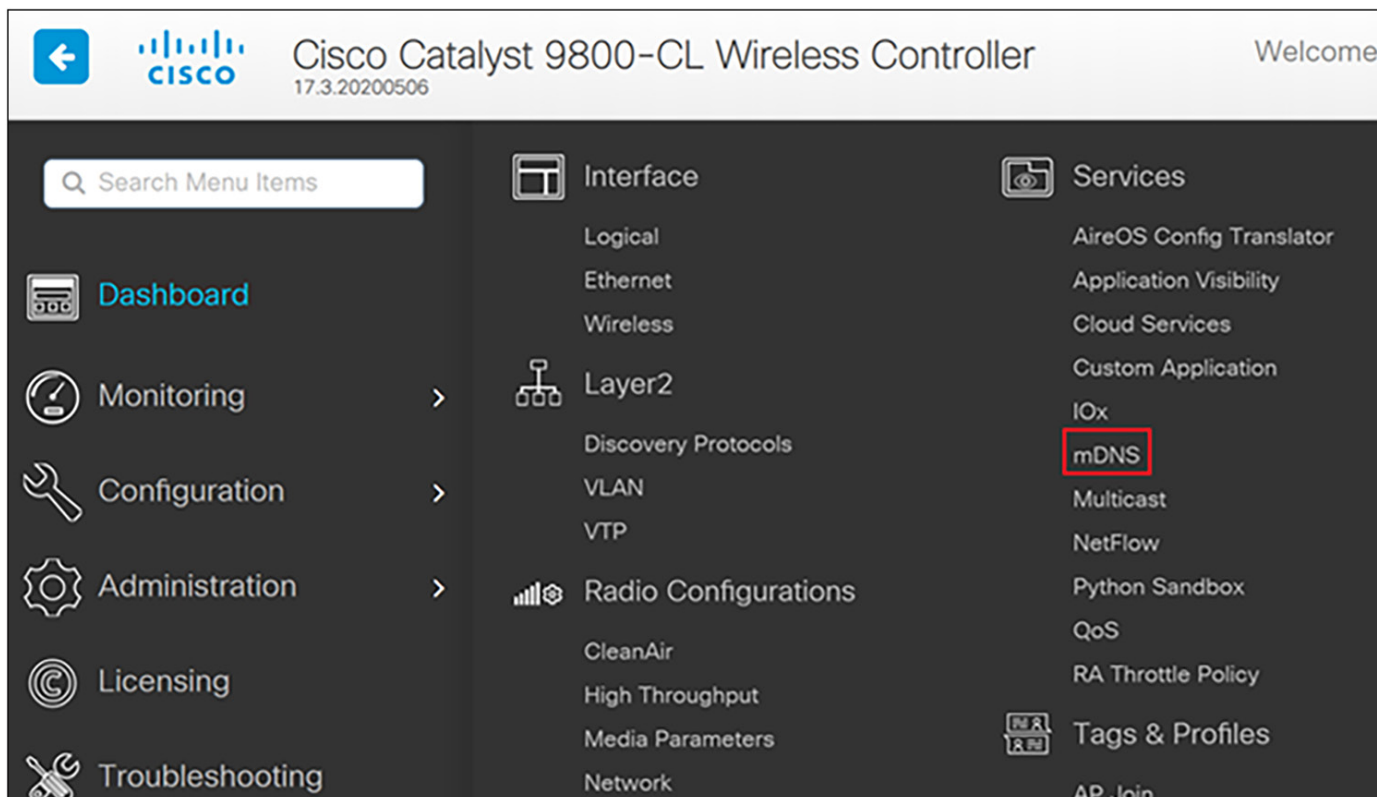 CISCO
Cisco Catalyst 9800-CL Wireless Controller
Welcome
17.3.20200506
Search Menu Items
Dashboard
Monitoring
Configuration
Administration
Licensing
Troubleshooting
Interface
Logical
Ethernet
Wireless
Layer2
Discovery Protocols
VLAN
VTP
Radio Configurations
CleanAir
High Throughput
Media Parameters
Network
Services
AireOS Config Translator
Application Visibility
Cloud Services
Custom Application
IOx
mDNS
Multicast
NetFlow
Python Sandbox
QoS
RA Throttle Policy
Tags & Profiles
AP Join